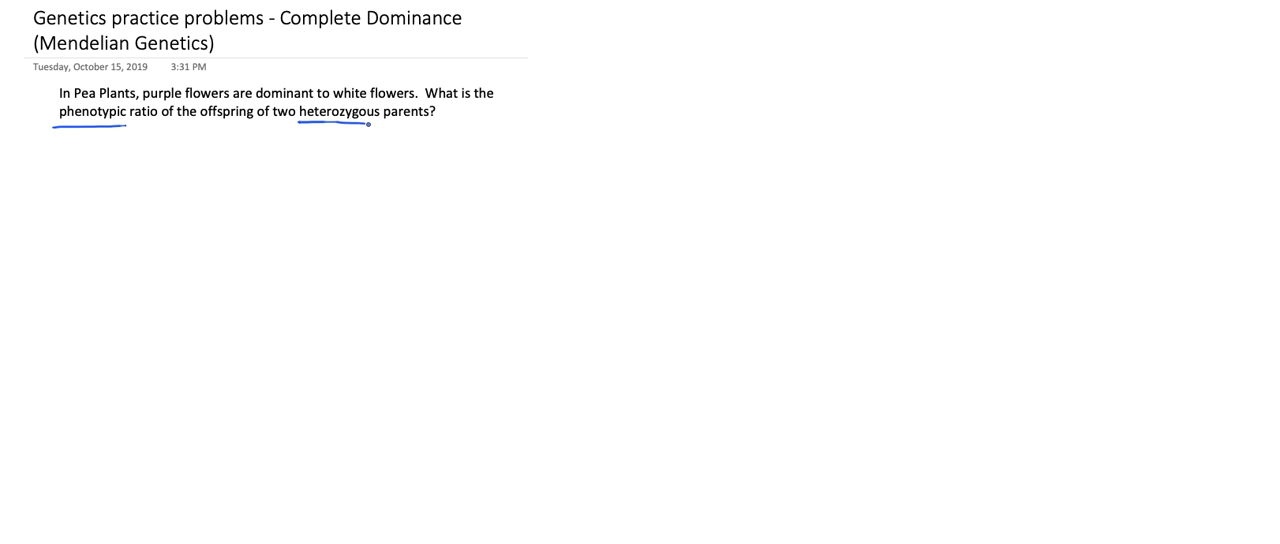 Genetics practice problems - Complete Dominance
(Mendelian Genetics)
Tuesday, October 15, 2019 3:31 PM
In Pea Plants, purple flowers are dominant to white flowers.  What is the
phenotypic ratio of the offspring of two heterozygous parents?